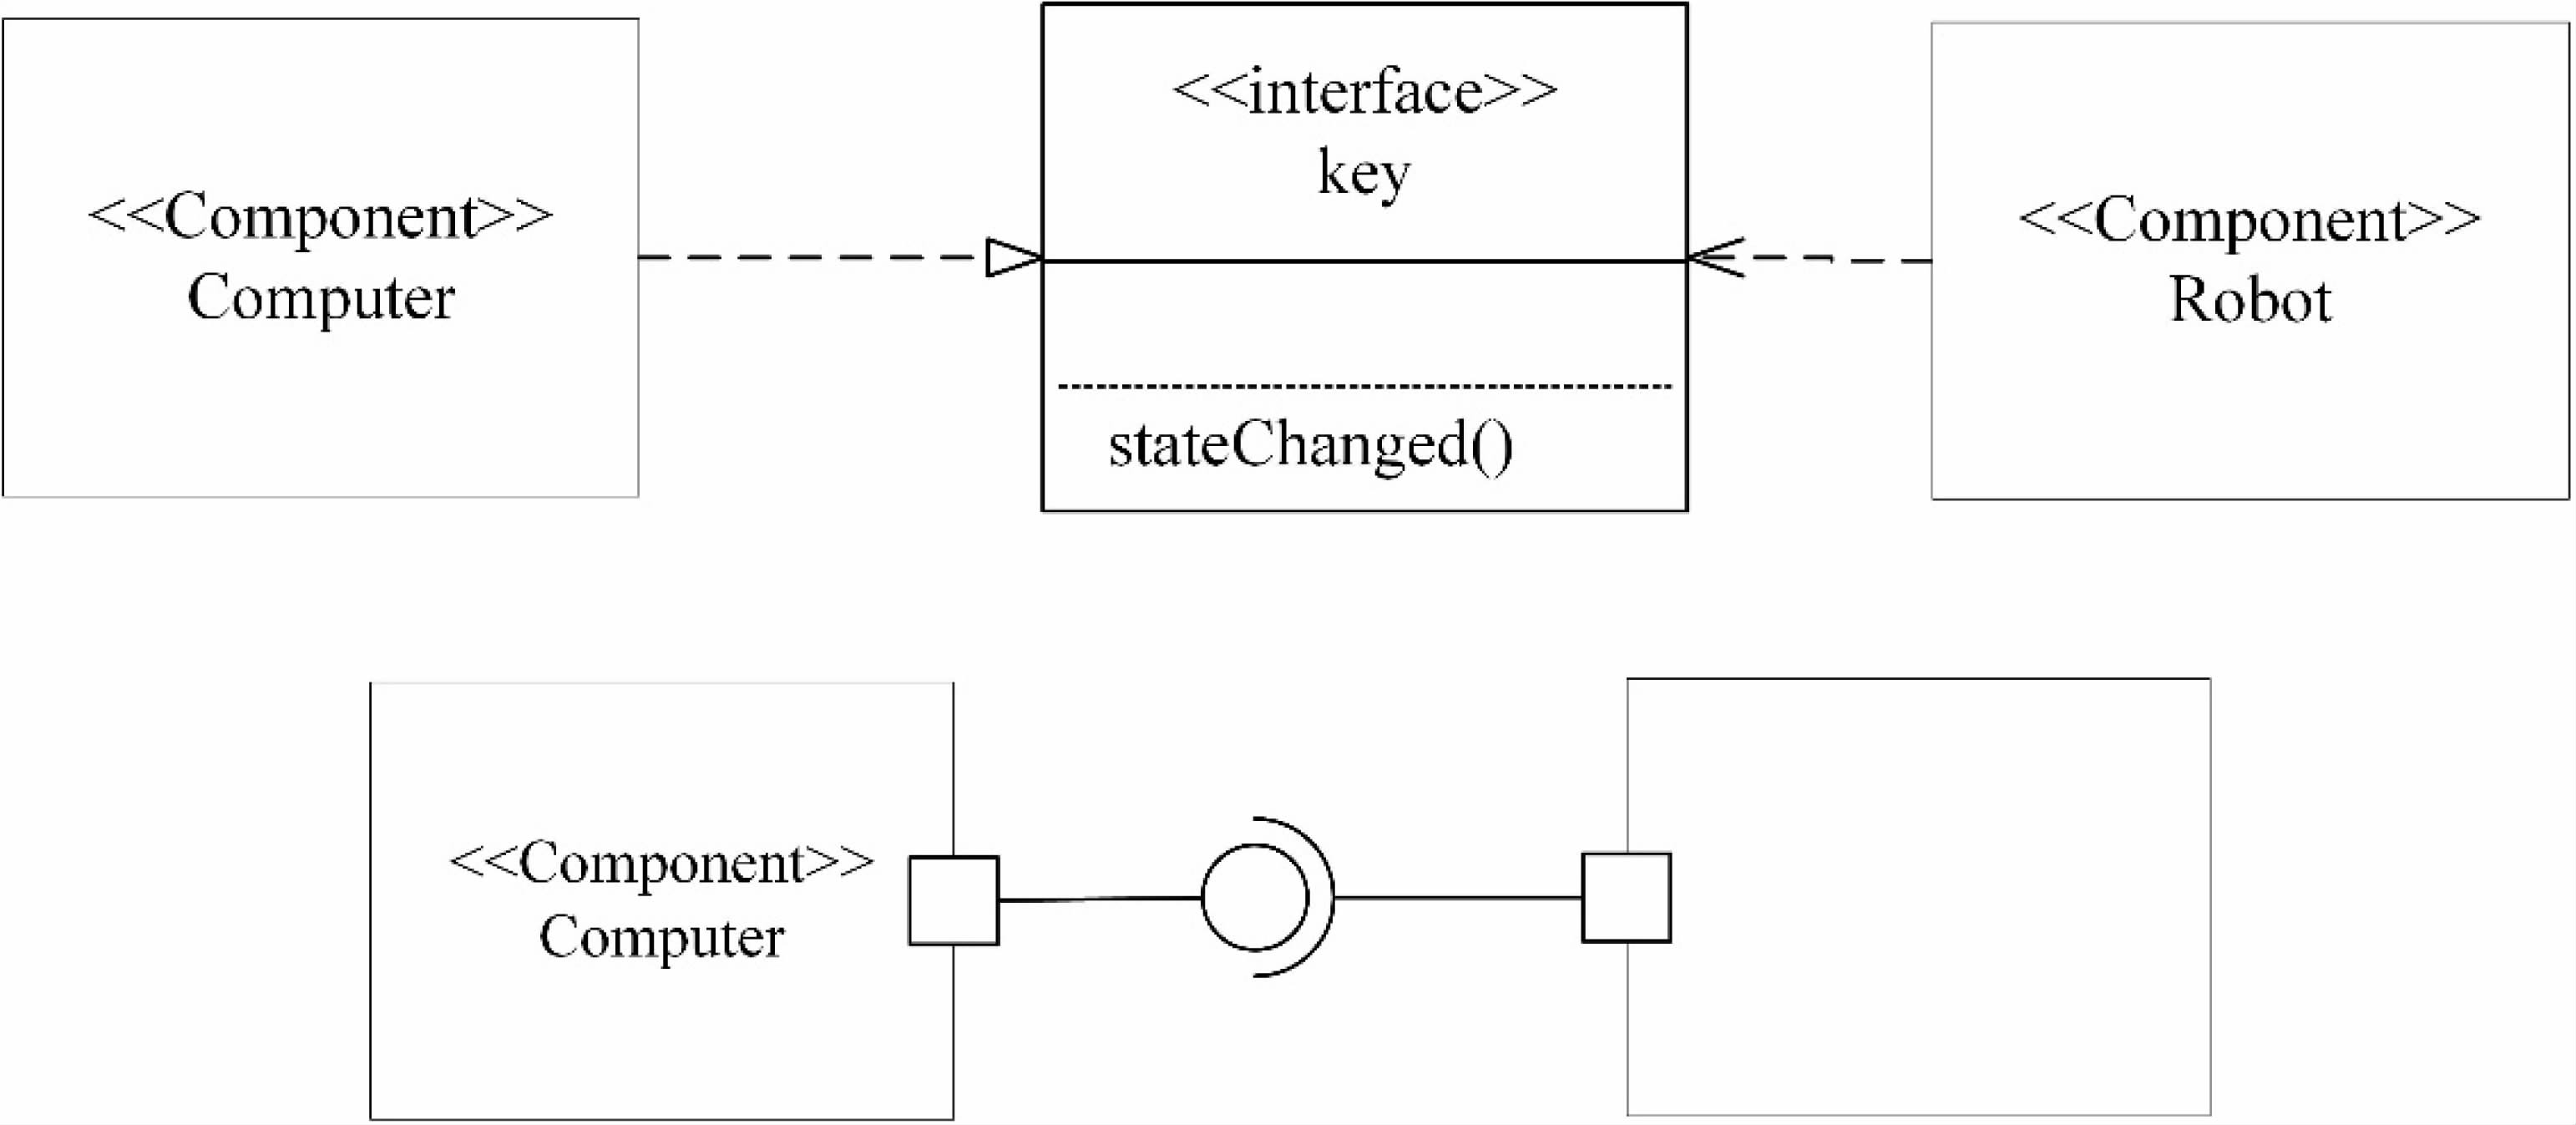 <<Component>>
Computer
<<interface>>
key
stateChanged()
<<Component>>
Robot
<<Component>>
Computer